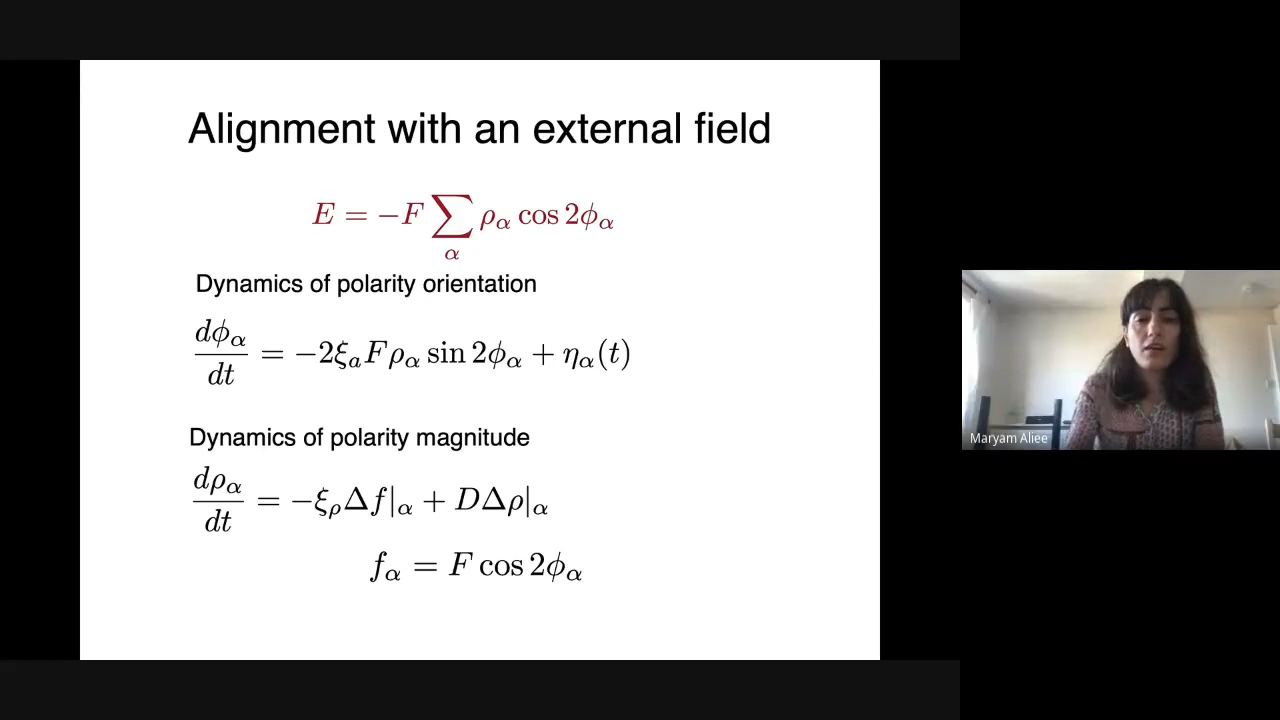 Alignment with an external field
E = −F ∑_α ρ_α cos 2ϕ_α
Dynamics of polarity orientation
dϕ_α/dt = −2ξ_a F ρ_α sin 2ϕ_α + η_α(t)
Dynamics of polarity magnitude
dρ_α/dt = −ξ_ρ Δf|_α + DΔρ|_α
f_α = F cos 2ϕ_α
Maryam Aliee